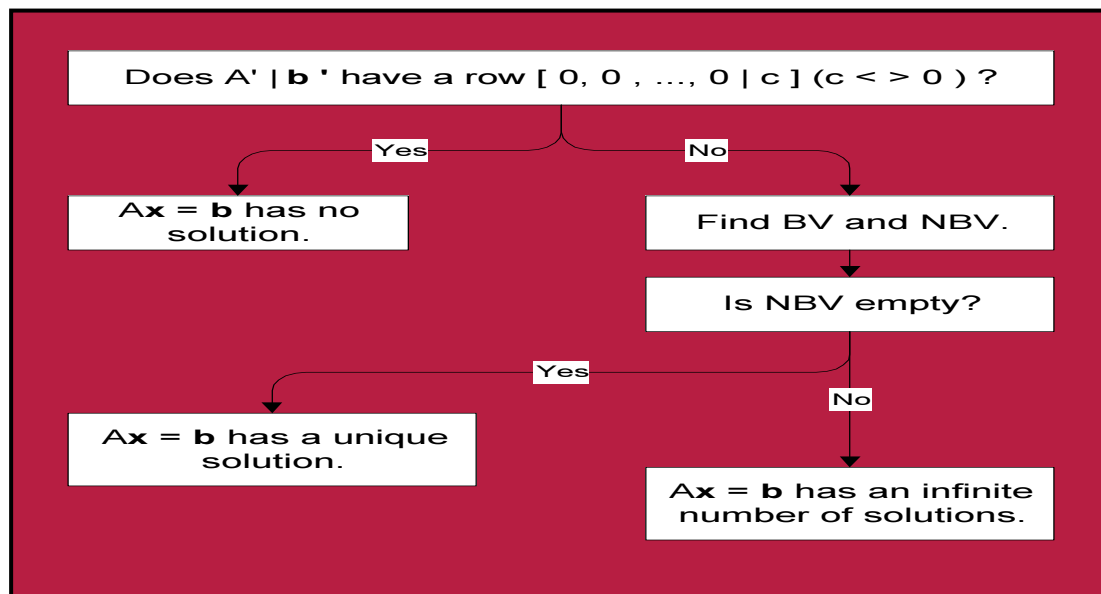 Does A' | b ' have a row [ 0, 0 , ..., 0 | c ] (c < > 0 ) ?
Yes
No
Ax = b has no
solution.
Find BV and NBV.
Is NBV empty?
Yes
No
Ax = b has a unique
solution.
Ax = b has an infinite
number of solutions.